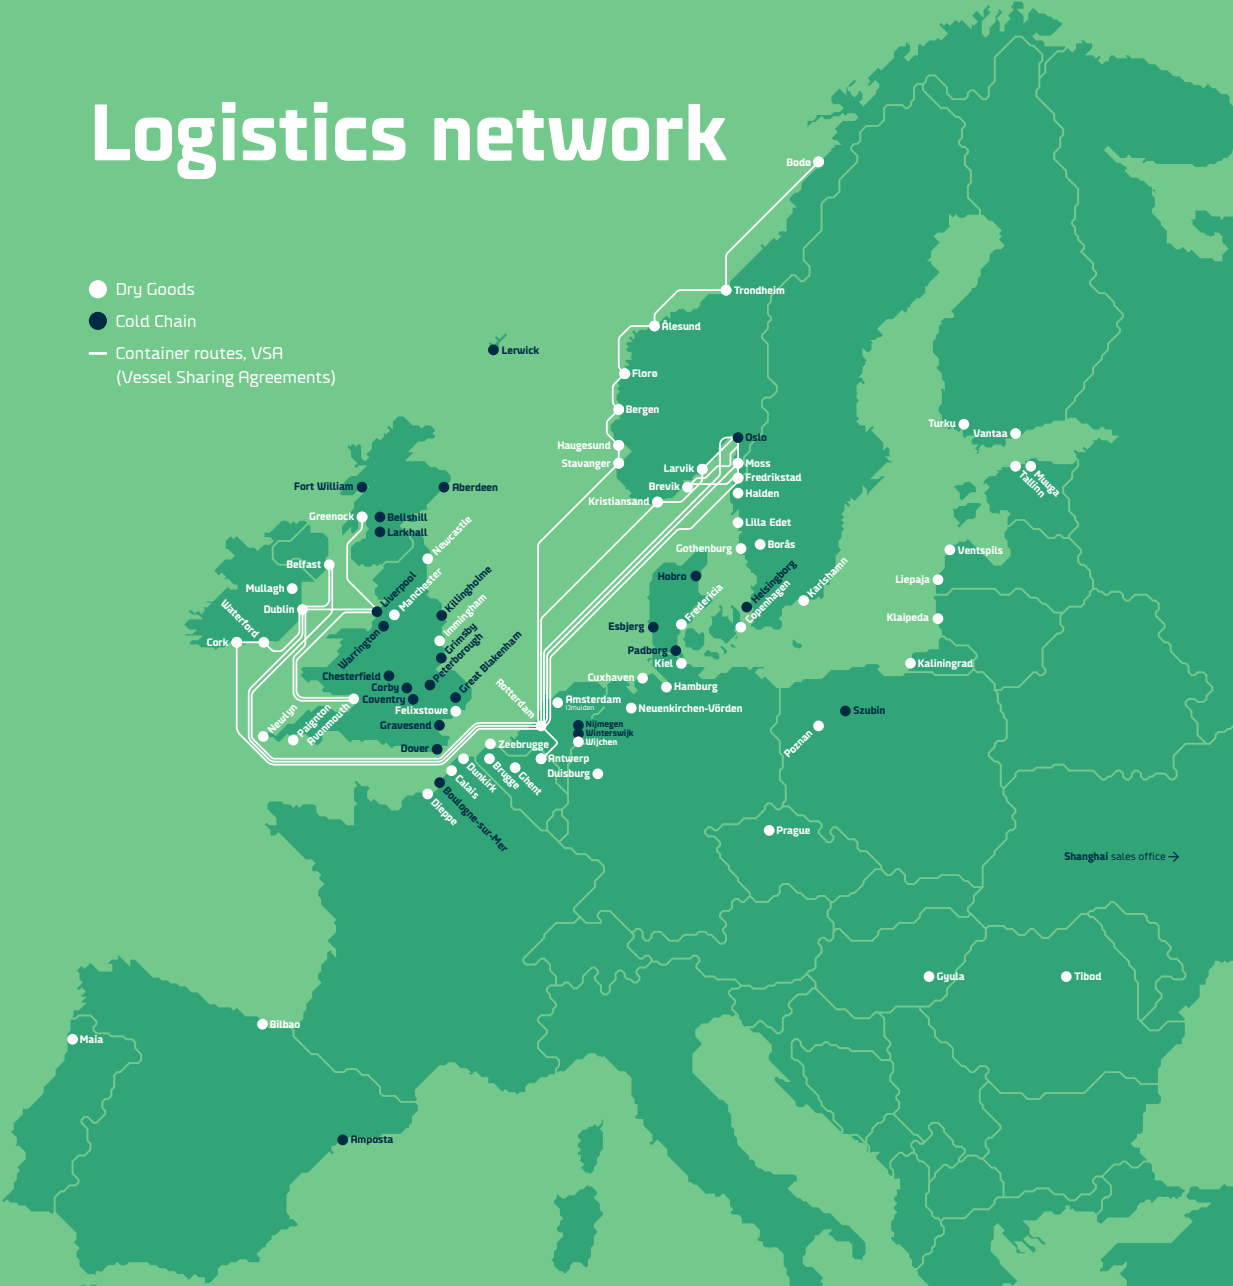 Logistics network
Dry Goods
Cold Chain
Container routes, VSA
(Vessel Sharing Agreements)
Bodø
Trondheim
Ålesund
Lerwick
Florø
Bergen
Turku
Vantaa
Oslo
Haugesund
Stavanger
Larvik
Moss
Tallinn
Muuga
Fredrikstad
Fort William
Aberdeen
Brevik
Halden
Kristiansand
Greenock
Bellshill
Larkhall
Lilla Edet
Newcastle
Borås
Gothenburg
Ventspils
Belfast
Hobro
Helsingborg
Karlshamn
Liepaja
Mullagh
Liverpool
Manchester
Killingholme
Fredericia
Copenhagen
Dublin
Klaipeda
Waterford
Immingham
Esbjerg
Cork
Warrington
Grimsby
Padborg
Peterborough
Kiel
Kaliningrad
Chesterfield
Great Blakenham
Cuxhaven
Corby
Hamburg
Coventry
Rotterdam
Amsterdam
IJmuiden
Neuenkirchen-Vörden
Felixstowe
Szubin
Newlyn
Paignton
Avonmouth
Gravesend
Nijmegen
Winterswijk
Wijchen
Poznan
Zeebrugge
Dover
Antwerp
Duisburg
Dunkirk
Brugge
Ghent
Calais
Boulogne-sur-Mer
Dieppe
Prague
Shanghai sales office →
Gyula
Tibod
Bilbao
Maia
Amposta